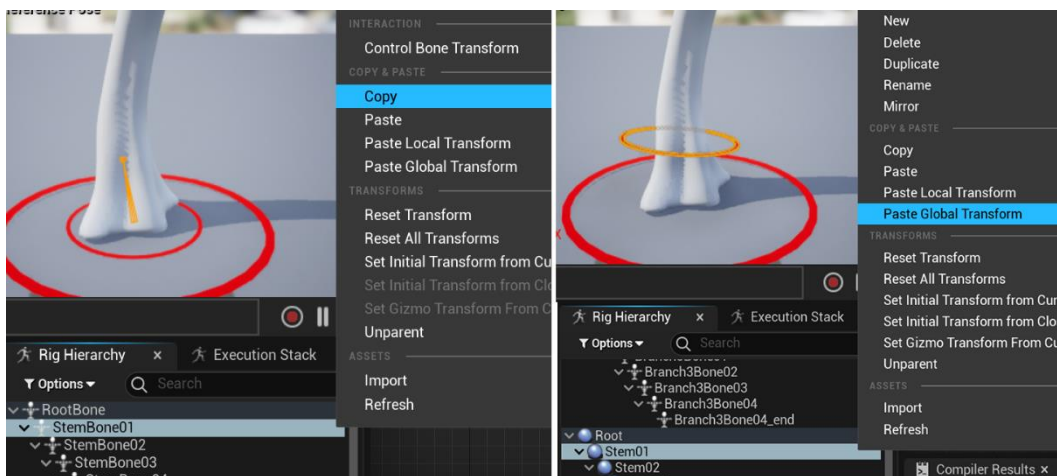 Reference Pose
INTERACTION
Control Bone Transform
COPY & PASTE
Copy
Paste
Paste Local Transform
Paste Global Transform
TRANSFORMS
Reset Transform
Reset All Transforms
Set Initial Transform from Cu
Set Initial Transform from Clo
Set Gizmo Transform From C
Unparent
ASSETS
Import
Refresh
Rig Hierarchy × Execution Stack
Options Search
RootBone
StemBone01
StemBone02
StemBone03
New
Delete
Duplicate
Rename
Mirror
COPY & PASTE
Copy
Paste
Paste Local Transform
Paste Global Transform
TRANSFORMS
Reset Transform
Reset All Transforms
Set Initial Transform from Cur
Set Initial Transform from Clo
Set Gizmo Transform From Cu
Unparent
ASSETS
Import
Refresh
Rig Hierarchy × Execution Stack
Options Search
Branch3Bone02
Branch3Bone03
Branch3Bone04
Branch3Bone04_end
Root
Stem01
Stem02
Compiler Results ×